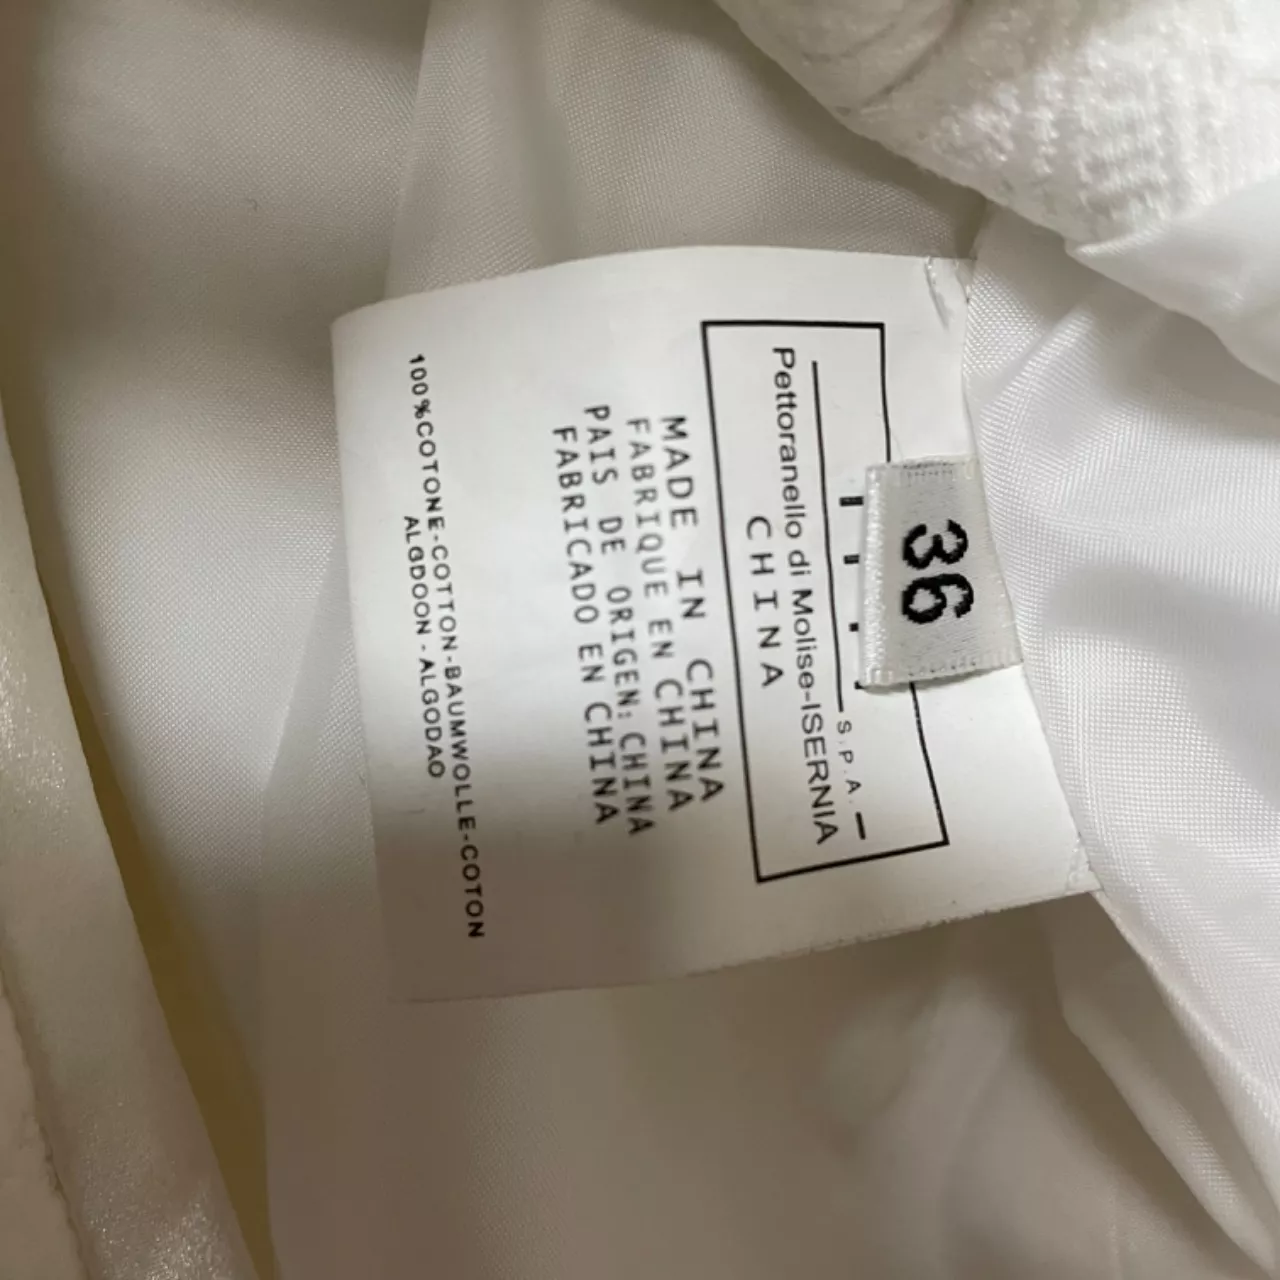 36
S.P.A.
Pettoranello di Molise-ISERNIA
CHINA
MADE IN CHINA
FABRIQUE EN CHINA
PAIS DE ORIGEN: CHINA
FABRICADO EN CHINA
100%COTONE-COTTON-BAUMWOLLE-COTON
ALGDOON-ALGODAO